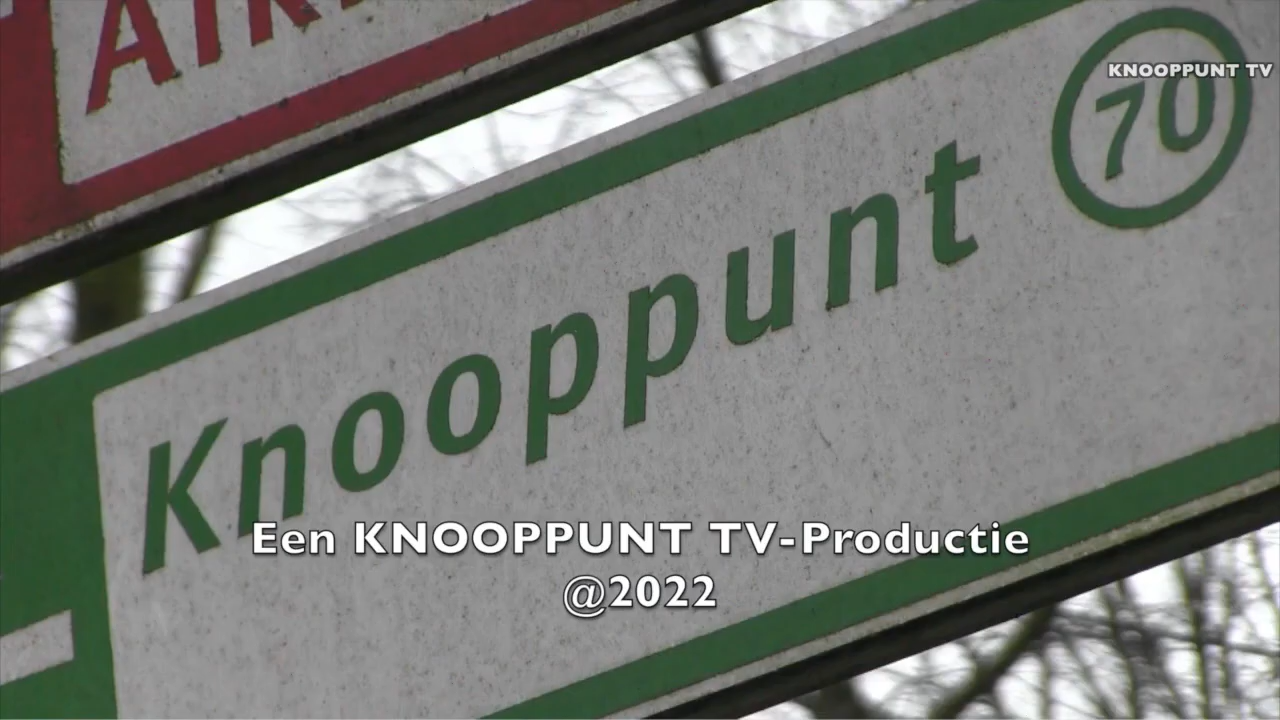 KNOOPPUNT TV
70
Knooppunt
Een KNOOPPUNT TV-Productie
@2022